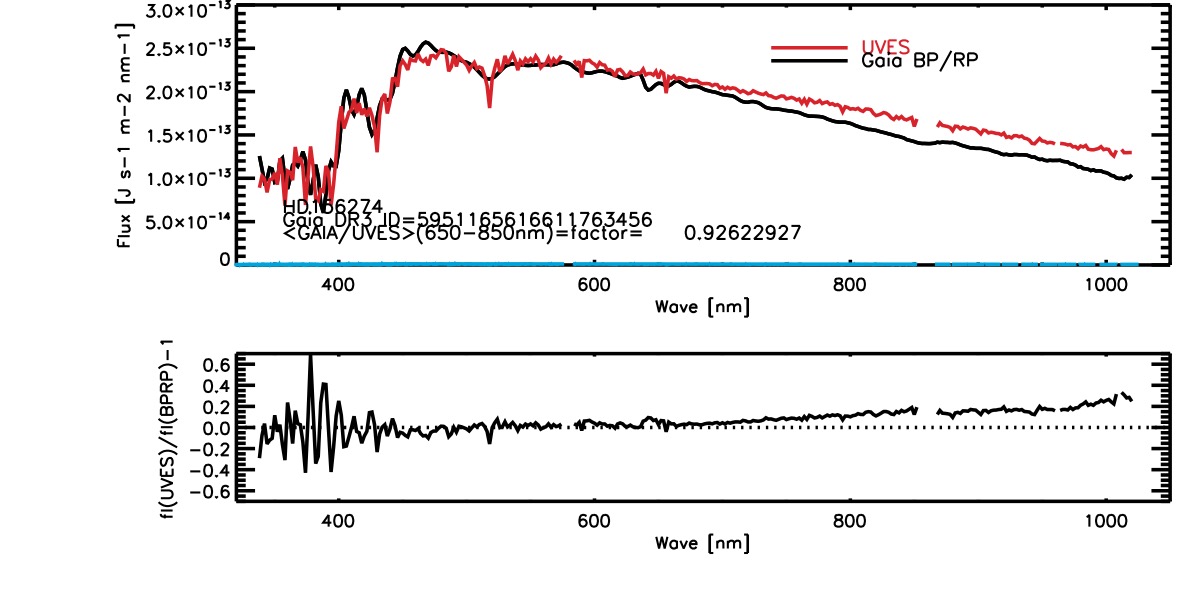 3.0×10−13
2.5×10−13
2.0×10−13
1.5×10−13
1.0×10−13
5.0×10−14
0
Flux [J s−1 m−2 nm−1]
UVES
Gaia BP/RP
HD156274
Gaia DR3 ID=5951165616611763456
<GAIA/UVES>(650−850nm)=factor= 0.92622927
400 600 800 1000
Wave [nm]
fl(UVES)/fl(BPRP)−1
0.6
0.4
0.2
0.0
−0.2
−0.4
−0.6
400 600 800 1000
Wave [nm]